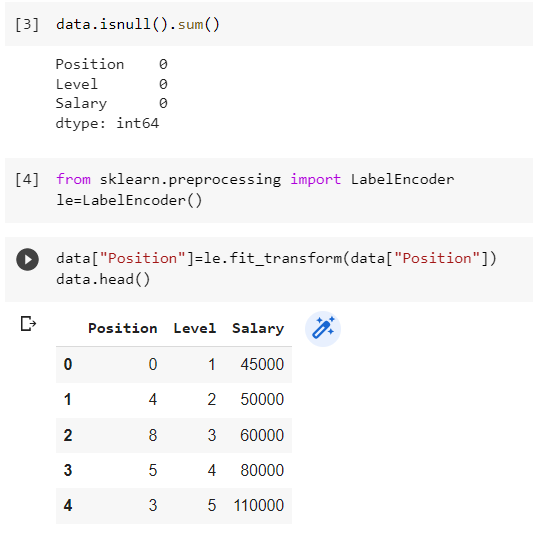 [3] data.isnull().sum()
Position 0
Level 0
Salary 0
dtype: int64
[4] from sklearn.preprocessing import LabelEncoder
le=LabelEncoder()
data["Position"]=le.fit_transform(data["Position"])
data.head()
Position Level Salary
0 0 1 45000
1 4 2 50000
2 8 3 60000
3 5 4 80000
4 3 5 110000